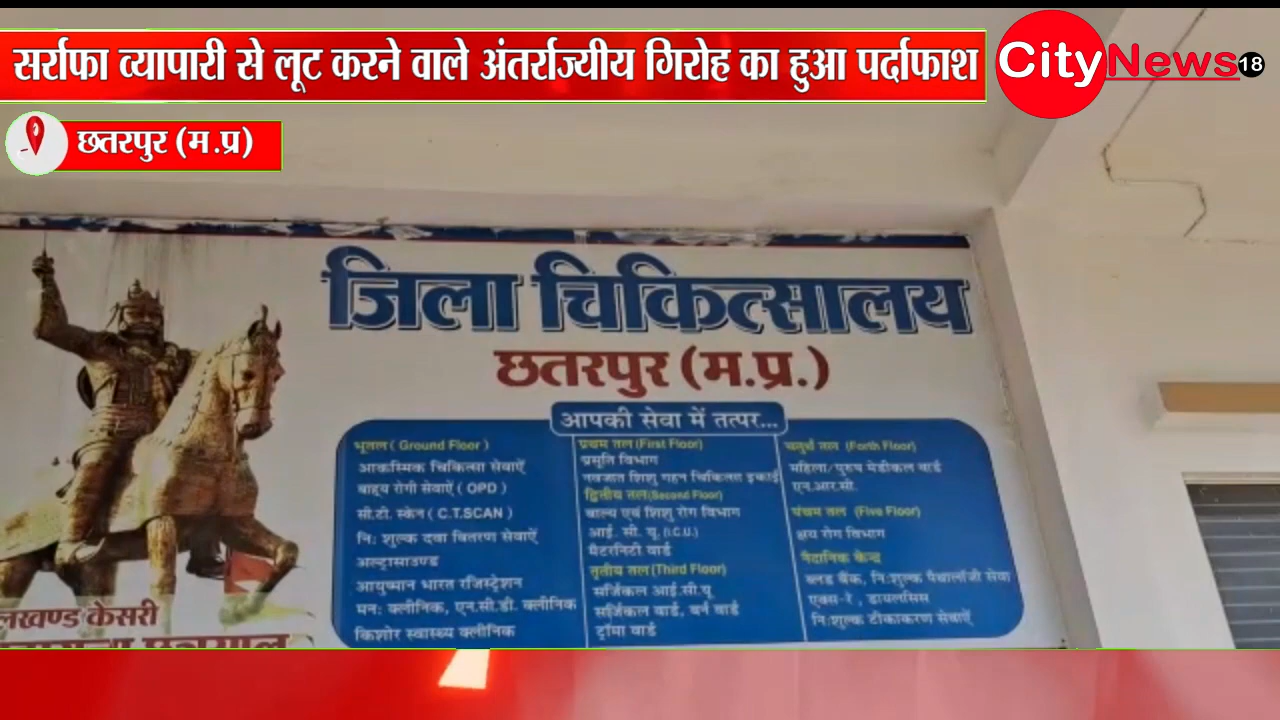 सर्राफा व्यापारी से लूट करने वाले अंतर्राज्यीय गिरोह का हुआ पर्दाफाश
CityNews18
छतरपुर (म.प्र)
जिला चिकित्सालय
छतरपुर (म.प्र.)
आपकी सेवा में तत्पर...
भूतल ( Ground Floor )
आकस्मिक चिकित्सा सेवाऐं
बाह्य रोगी सेवाऐं ( OPD )
सी.टी. स्केन ( C.T.SCAN )
निः शुल्क दवा वितरण सेवाऐं
अल्ट्रासाउण्ड
आयुष्मान भारत रजिस्ट्रेशन
मनः क्लीनिक, एन.सी.डी. क्लीनिक
किशोर स्वास्थ्य क्लीनिक
प्रथम तल (First Floor)
प्रसूति विभाग
नवजात शिशु गहन चिकित्सा इकाई
द्वितीय तल (Second Floor)
बाल्य एवं शिशु रोग विभाग
आई. सी. यू. (I.C.U.)
मैटरनिटी वार्ड
तृतीय तल (Third Floor)
सर्जिकल आई.सी.यू
सर्जिकल वार्ड, बर्न वार्ड
ट्रॉमा वार्ड
चतुर्थ तल (Forth Floor)
महिला/पुरुष मेडीकल वार्ड
एन.आर.सी.
पंचम तल (Five Floor)
क्षय रोग विभाग
नैदानिक केन्द्र
ब्लड बैंक, निःशुल्क पैथालॉजी सेवा
एक्स-रे , डायलसिस
निःशुल्क टीकाकरण सेवाऐं
लखण्ड केसरी